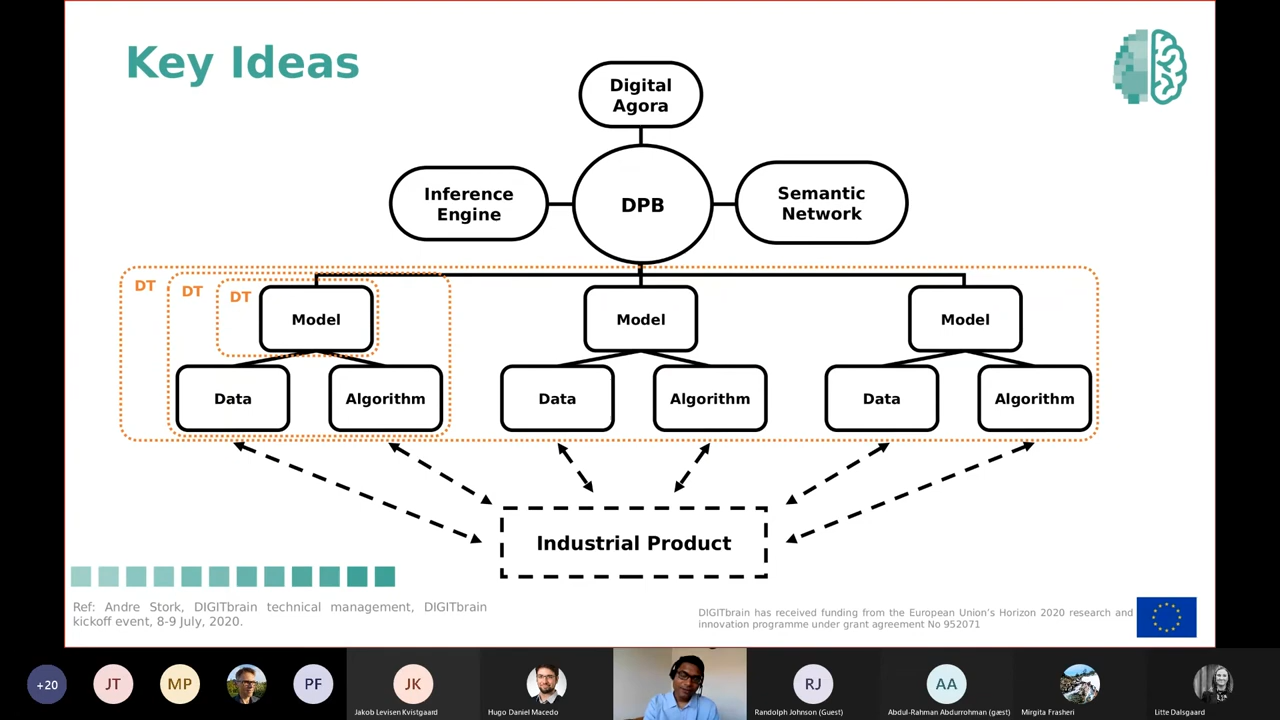 Key Ideas
Digital
Agora
Inference
Engine
DPB
Semantic
Network
DT
DT
DT
Model
Model
Model
Data
Algorithm
Data
Algorithm
Data
Algorithm
Industrial Product
Ref: Andre Stork, DIGITbrain technical management, DIGITbrain
kickoff event, 8-9 July, 2020.
DIGITbrain has received funding from the European Union's Horizon 2020 research and
innovation programme under grant agreement No 952071
+20
JT
MP
PF
JK
RJ
AA
Jakob Levisen Kvistgaard
Hugo Daniel Macedo
Randolph Johnson (Guest)
Abdul-Rahman Abdurrohman (gæst)
Mirgita Frasheri
Litte Dalsgaard